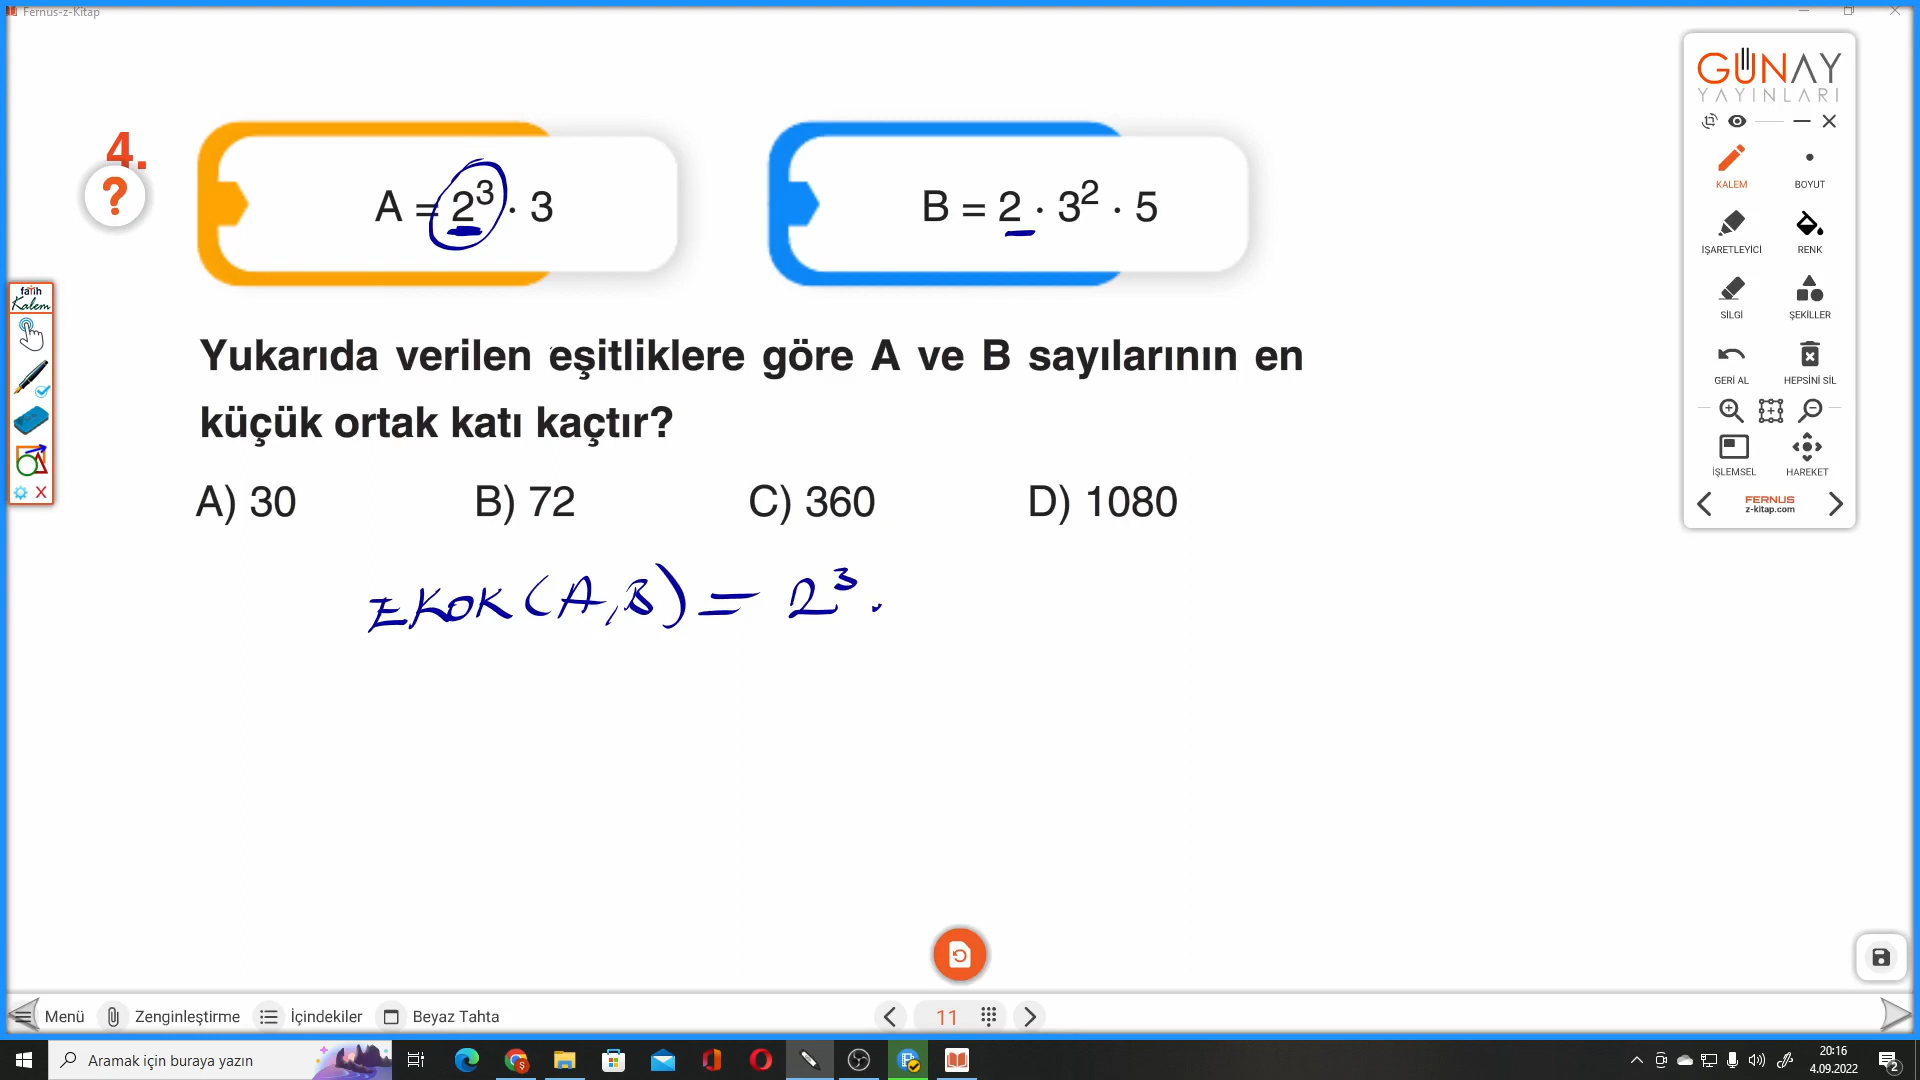 Fernus-z-Kitap
GÜNAY
YAYINLARI
4.
?
A = 2³ · 3
B = 2 · 3² · 5
KALEM
BOYUT
İŞARETLEYİCİ
RENK
SİLGİ
ŞEKİLLER
GERİ AL
HEPSİNİ SİL
İŞLEMSEL
HAREKET
FERNUS
z-kitap.com
fatih
Kalem
Yukarıda verilen eşitliklere göre A ve B sayılarının en
küçük ortak katı kaçtır?
A) 30
B) 72
C) 360
D) 1080
EKOK(A,B) = 2³ .
Menü
Zenginleştirme
İçindekiler
Beyaz Tahta
11
Aramak için buraya yazın
20:16
4.09.2022
2